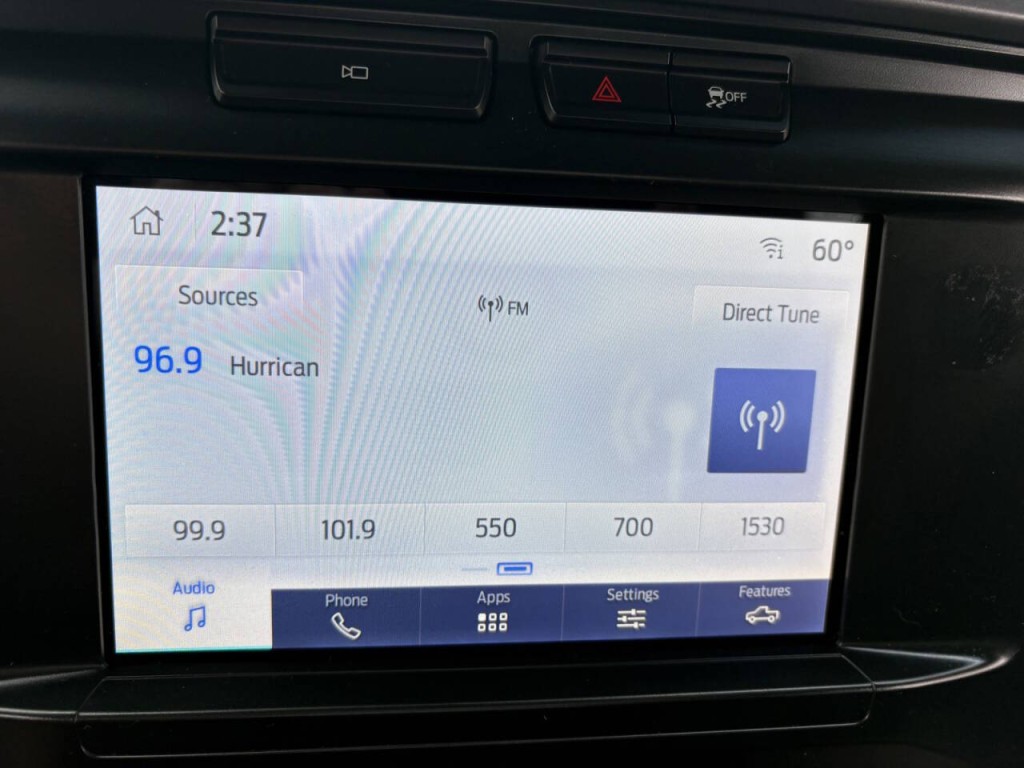 OFF
2:37
60°
Sources
FM
Direct Tune
96.9 Hurrican
99.9 101.9 550 700 1530
Audio Phone Apps Settings Features